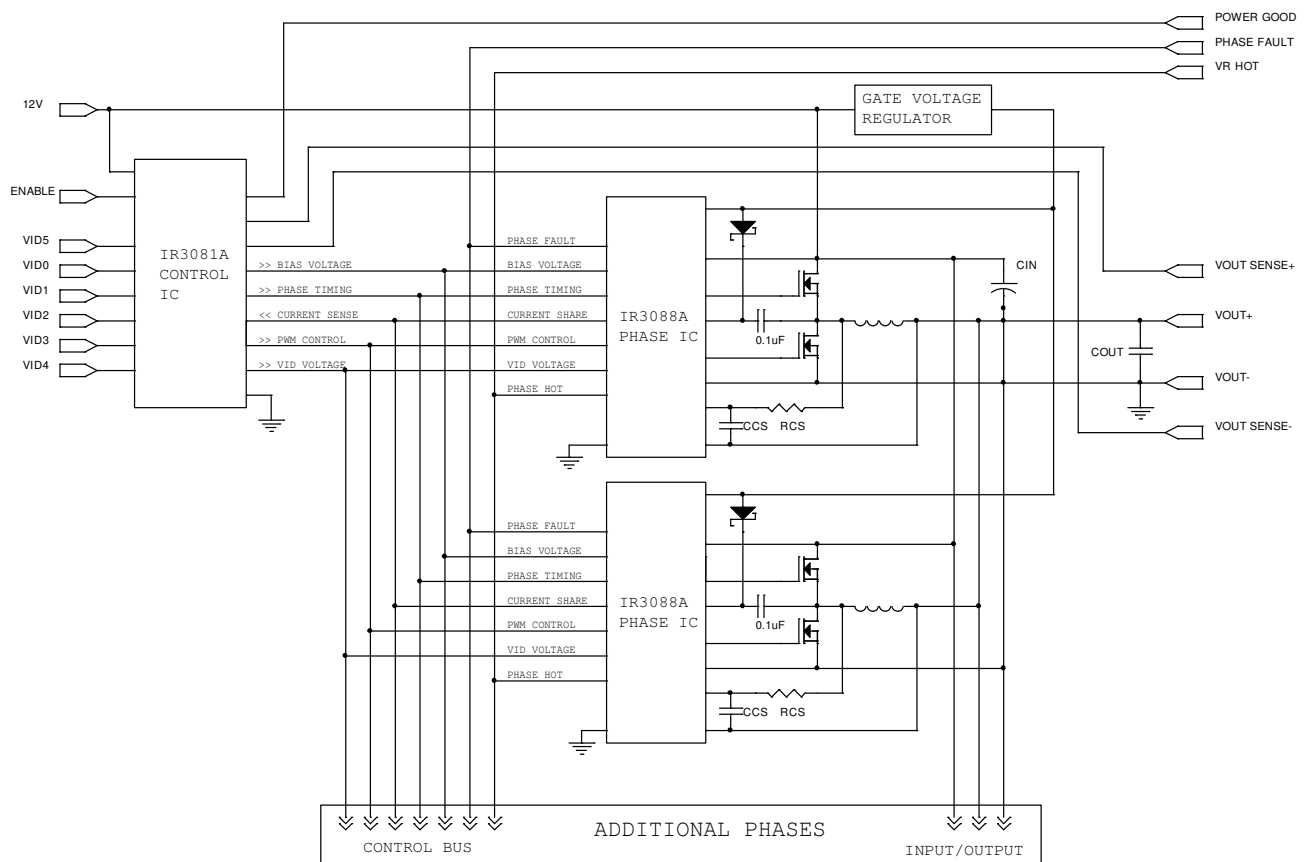 POWER GOOD
PHASE FAULT
VR HOT
12V
GATE VOLTAGE
REGULATOR
ENABLE
VID5
VID0
VID1
VID2
VID3
VID4
IR3081A
CONTROL
IC
>> BIAS VOLTAGE
>> PHASE TIMING
<< CURRENT SENSE
>> PWM CONTROL
>> VID VOLTAGE
PHASE FAULT
BIAS VOLTAGE
PHASE TIMING
CURRENT SHARE
PWM CONTROL
VID VOLTAGE
PHASE HOT
IR3088A
PHASE IC
0.1uF
CCS
RCS
CIN
COUT
VOUT SENSE+
VOUT+
VOUT-
VOUT SENSE-
PHASE FAULT
BIAS VOLTAGE
PHASE TIMING
CURRENT SHARE
PWM CONTROL
VID VOLTAGE
PHASE HOT
IR3088A
PHASE IC
0.1uF
CCS
RCS
ADDITIONAL PHASES
CONTROL BUS
INPUT/OUTPUT